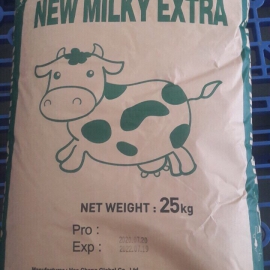 NEW MILKY EXTRA
NET WEIGHT : 25kg
Pro :
Exp :